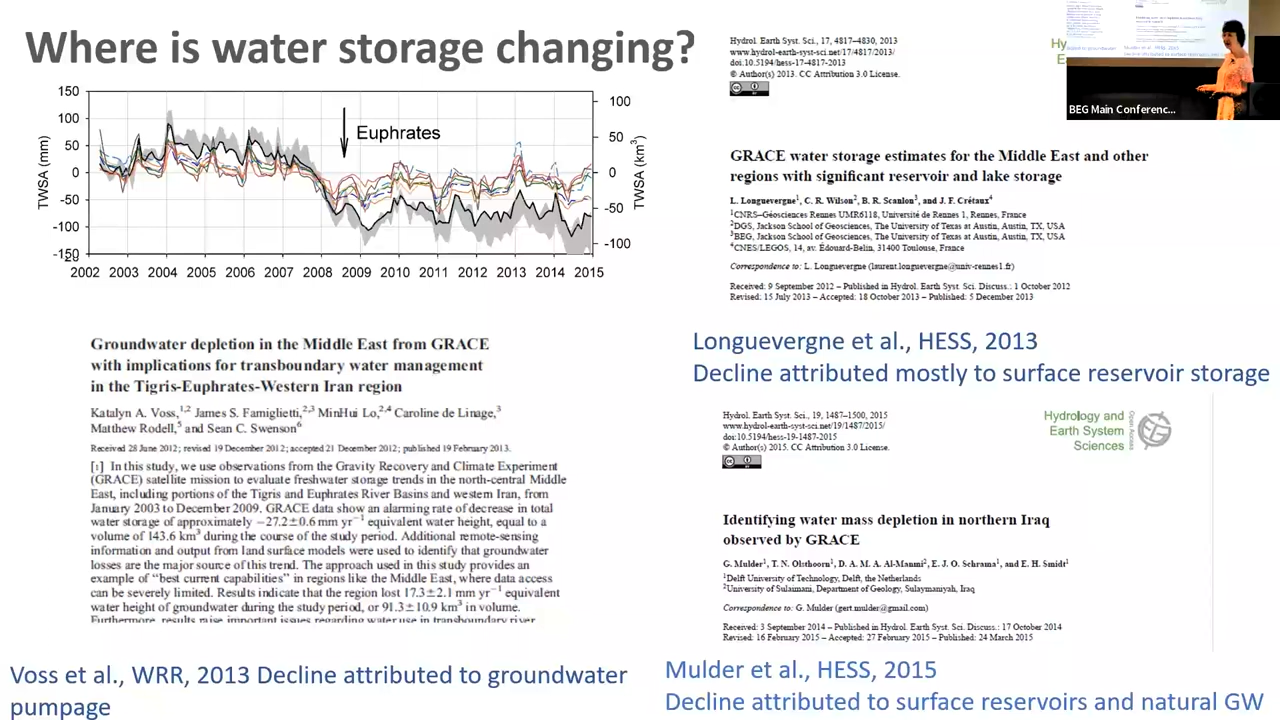 Where is water storage changing?
150
100
50
0
-50
-100
-150
TWSA (mm)
Euphrates
100
50
0
-50
-100
TWSA (km³)
2002 2003 2004 2005 2006 2007 2008 2009 2010 2011 2012 2013 2014 2015
Groundwater depletion in the Middle East from GRACE
with implications for transboundary water management
in the Tigris-Euphrates-Western Iran region
Katalyn A. Voss,1,2 James S. Famiglietti,2,3 MinHui Lo,2,4 Caroline de Linage,3
Matthew Rodell,5 and Sean C. Swenson6
Received 28 June 2012; revised 19 December 2012; accepted 21 December 2012; published 19 February 2013.
[1] In this study, we use observations from the Gravity Recovery and Climate Experiment
(GRACE) satellite mission to evaluate freshwater storage trends in the north-central Middle
East, including portions of the Tigris and Euphrates River Basins and western Iran, from
January 2003 to December 2009. GRACE data show an alarming rate of decrease in total
water storage of approximately −27.2±0.6 mm yr−1 equivalent water height, equal to a
volume of 143.6 km3 during the course of the study period. Additional remote-sensing
information and output from land surface models were used to identify that groundwater
losses are the major source of this trend. The approach used in this study provides an
example of “best current capabilities” in regions like the Middle East, where data access
can be severely limited. Results indicate that the region lost 17.3±2.1 mm yr−1 equivalent
water height of groundwater during the study period, or 91.3±10.9 km3 in volume.
Furthermore, results raise important issues regarding water use in transboundary river
Voss et al., WRR, 2013 Decline attributed to groundwater
pumpage
Hydrol. Earth Syst. Sci., 17, 4817–4830, 2013
www.hydrol-earth-syst-sci.net/17/4817/2013/
doi:10.5194/hess-17-4817-2013
© Author(s) 2013. CC Attribution 3.0 License.
BEG Main Conferenc...
GRACE water storage estimates for the Middle East and other
regions with significant reservoir and lake storage
L. Longuevergne1, C. R. Wilson2, B. R. Scanlon3, and J. F. Crétaux4
1CNRS–Géosciences Rennes UMR6118, Université de Rennes 1, Rennes, France
2DGS, Jackson School of Geosciences, The University of Texas at Austin, Austin, TX, USA
3BEG, Jackson School of Geosciences, The University of Texas at Austin, Austin, TX, USA
4CNES/LEGOS, 14, av. Édouard-Belin, 31400 Toulouse, France
Correspondence to: L. Longuevergne (laurent.longuevergne@univ-rennes1.fr)
Received: 9 September 2012 – Published in Hydrol. Earth Syst. Sci. Discuss.: 1 October 2012
Revised: 15 July 2013 – Accepted: 18 October 2013 – Published: 5 December 2013
Longuevergne et al., HESS, 2013
Decline attributed mostly to surface reservoir storage
Hydrol. Earth Syst. Sci., 19, 1487–1500, 2015
www.hydrol-earth-syst-sci.net/19/1487/2015/
doi:10.5194/hess-19-1487-2015
© Author(s) 2015. CC Attribution 3.0 License.
Hydrology and
Earth System
Sciences
Open Access
Identifying water mass depletion in northern Iraq
observed by GRACE
G. Mulder1, T. N. Olsthoorn1, D. A. M. A. Al-Manmi2, E. J. O. Schrama1, and E. H. Smidt1
1Delft University of Technology, Delft, the Netherlands
2University of Sulaimani, Department of Geology, Sulaymaniyah, Iraq
Correspondence to: G. Mulder (gert.mulder@gmail.com)
Received: 3 September 2014 – Published in Hydrol. Earth Syst. Sci. Discuss.: 17 October 2014
Revised: 16 February 2015 – Accepted: 27 February 2015 – Published: 24 March 2015
Mulder et al., HESS, 2015
Decline attributed to surface reservoirs and natural GW